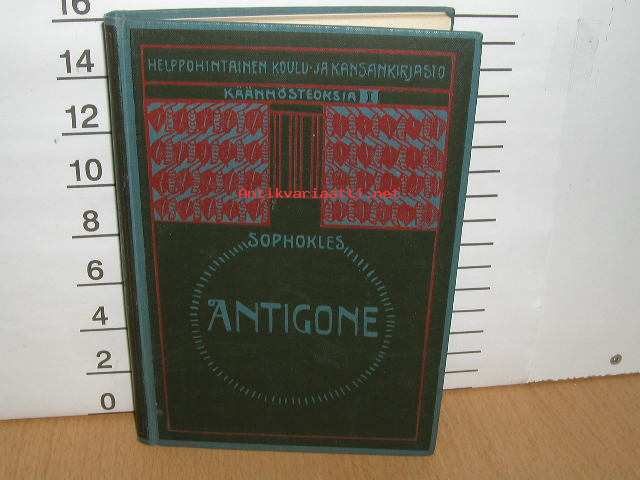 HELPPOHINTAINEN KOULU- JA KANSANKIRJASTO
KÄÄNNÖSTEOKSIA I
Antikvariaatti.net
SOPHOKLES
ANTIGONE
16
14
12
10
8
6
4
2
0